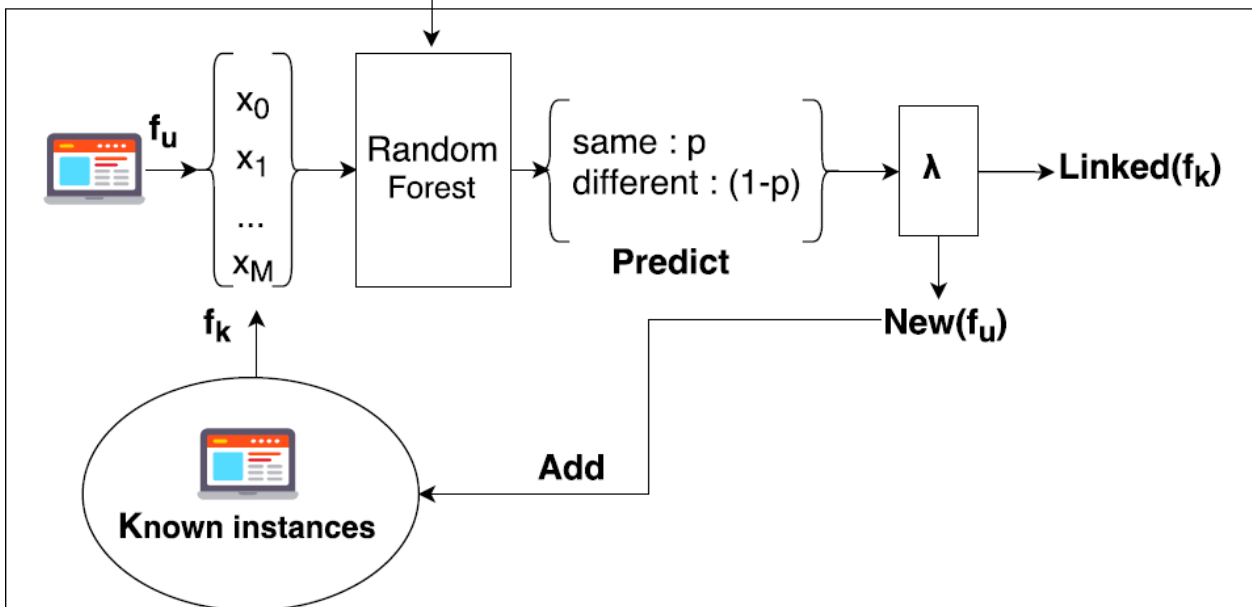 f_u
x_0
x_1
...
x_M
f_k
Random
Forest
same : p
different : (1-p)
Predict
λ
Linked(f_k)
New(f_u)
Add
Known instances